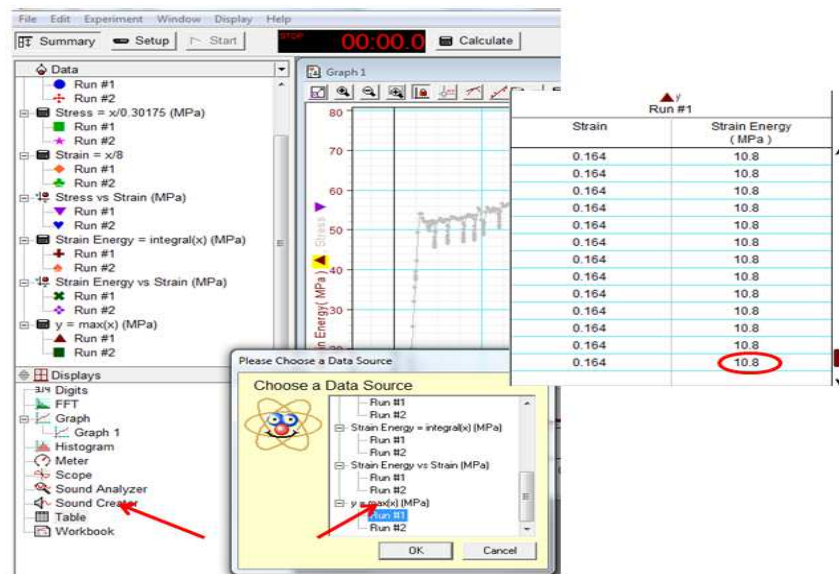 File Edit Experiment Window Display Help
Summary Setup Start STOP 00:00.0 Calculate
Data
Run #1
Run #2
Stress = x/0.30175 (MPa)
Run #1
Run #2
Strain = x/8
Run #1
Run #2
Stress vs Strain (MPa)
Run #1
Run #2
Strain Energy = integral(x) (MPa)
Run #1
Run #2
Strain Energy vs Strain (MPa)
Run #1
Run #2
y = max(x) (MPa)
Run #1
Run #2
Displays
3.14 Digits
FFT
Graph
Graph 1
Histogram
Meter
Scope
Sound Analyzer
Sound Creator
Table
Workbook
Graph 1
80
70
60
50
40
30
Stress
Energy( MPa )
y
Run #1
Strain Strain Energy
( MPa )
0.164 10.8
0.164 10.8
0.164 10.8
0.164 10.8
0.164 10.8
0.164 10.8
0.164 10.8
0.164 10.8
0.164 10.8
0.164 10.8
0.164 10.8
0.164 10.8
0.164 10.8
Please Choose a Data Source
Choose a Data Source
Run #1
Run #2
Strain Energy = integral(x) (MPa)
Run #1
Run #2
Strain Energy vs Strain (MPa)
Run #1
Run #2
y = max(x) (MPa)
Run #1
Run #2
OK Cancel